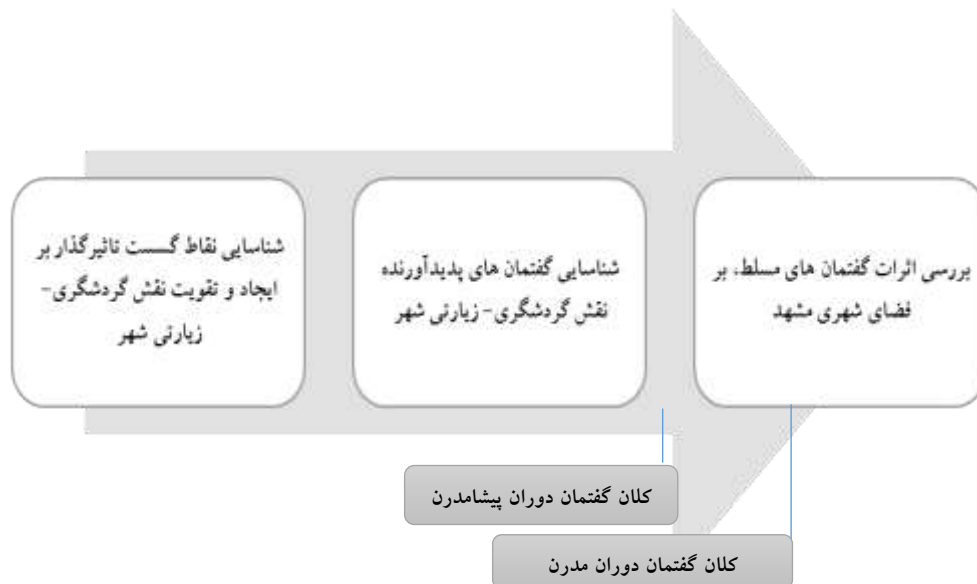 شناسایی نقاط گسست تاثیرگذار بر
ایجاد و تقویت نقش گردشگری-
زیارتی شهر
شناسایی گفتمان های پدیدآورنده
نقش گردشگری- زیارتی شهر
بررسی اثرات گفتمان های مسلط، بر
فضای شهری مشهد
کلان گفتمان دوران پیشامدرن
کلان گفتمان دوران مدرن